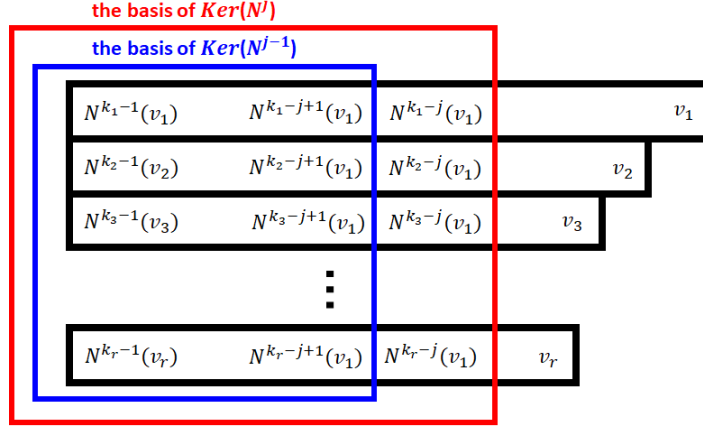 the basis of Ker(N^j)
the basis of Ker(N^{j-1})
N^{k_1-1}(v_1) N^{k_1-j+1}(v_1) N^{k_1-j}(v_1) v_1
N^{k_2-1}(v_2) N^{k_2-j+1}(v_1) N^{k_2-j}(v_1) v_2
N^{k_3-1}(v_3) N^{k_3-j+1}(v_1) N^{k_3-j}(v_1) v_3
⋮
N^{k_r-1}(v_r) N^{k_r-j+1}(v_1) N^{k_r-j}(v_1) v_r